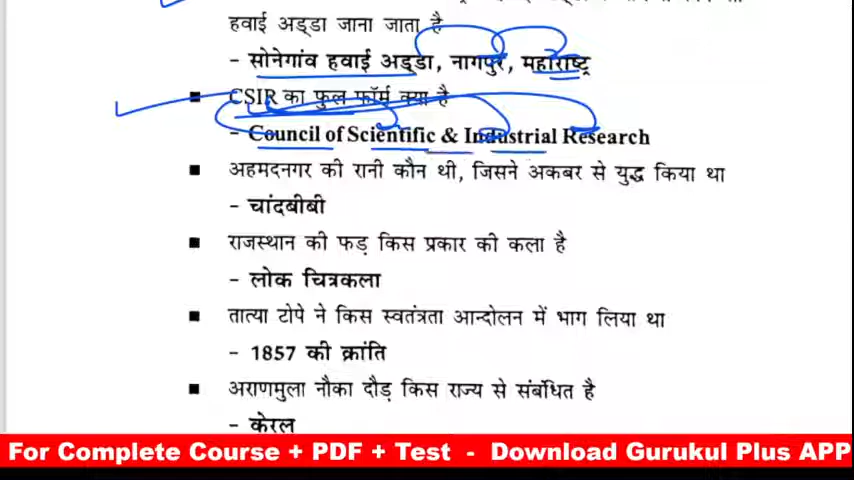 हवाई अड्डा जाना जाता है
– सोनेगांव हवाई अड्डा, नागपुर, महाराष्ट्र
■ CSIR का फुल फॉर्म क्या है
– Council of Scientific & Industrial Research
■ अहमदनगर की रानी कौन थी, जिसने अकबर से युद्ध किया था
– चांदबीबी
■ राजस्थान की फड़ किस प्रकार की कला है
– लोक चित्रकला
■ तात्या टोपे ने किस स्वतंत्रता आन्दोलन में भाग लिया था
– 1857 की क्रांति
■ अराणमुला नौका दौड़ किस राज्य से संबंधित है
– केरल
For Complete Course + PDF + Test - Download Gurukul Plus APP